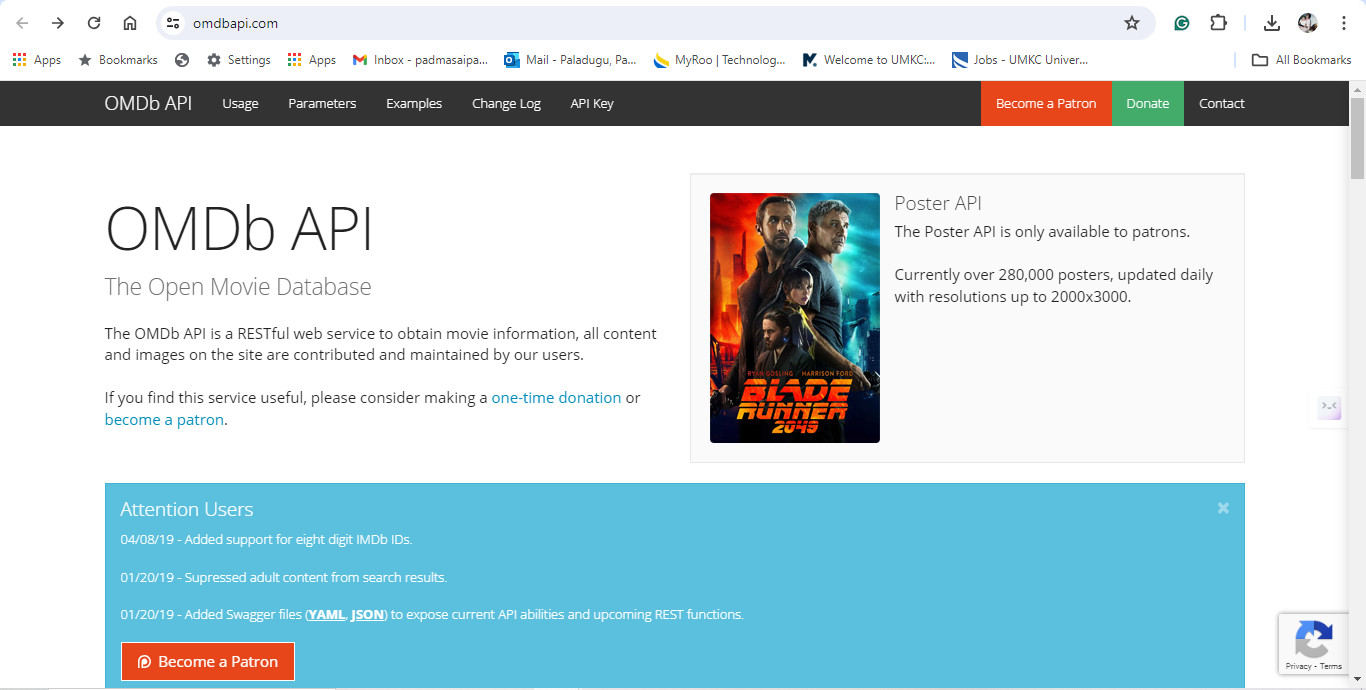 omdbapi.com
Apps
Bookmarks
Settings
Apps
Inbox - padmasaipa...
Mail - Paladugu, Pa...
MyRoo | Technolog...
Welcome to UMKC:...
Jobs - UMKC Univer...
All Bookmarks
OMDb API
Usage
Parameters
Examples
Change Log
API Key
Become a Patron
Donate
Contact
OMDb API
The Open Movie Database
The OMDb API is a RESTful web service to obtain movie information, all content
and images on the site are contributed and maintained by our users.
If you find this service useful, please consider making a one-time donation or
become a patron.
RYAN GOSLING HARRISON FORD
BLADE
RUNNER
2049
Poster API
The Poster API is only available to patrons.
Currently over 280,000 posters, updated daily
with resolutions up to 2000x3000.
Attention Users
04/08/19 - Added support for eight digit IMDb IDs.
01/20/19 - Supressed adult content from search results.
01/20/19 - Added Swagger files (YAML, JSON) to expose current API abilities and upcoming REST functions.
Become a Patron
Privacy - Terms